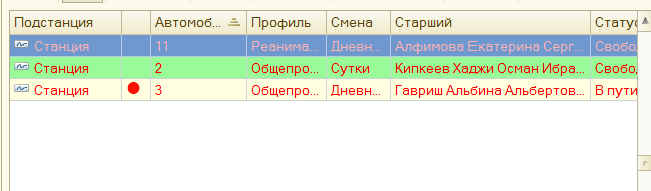 Подстанция Автомоб... Профиль Смена Старший Статус
Станция 11 Реанима... Дневн... Алфимова Екатерина Серг... Свобо
Станция 2 Общепро... Сутки Кипкеев Хаджи Осман Ибра... Свобо
Станция 3 Общепро... Дневн... Гавриш Альбина Альбертов... В пути